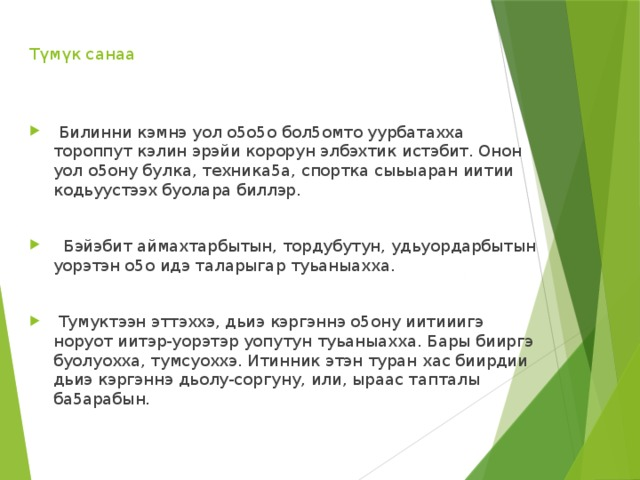 Түмүк санаа
Билинни кэмнэ уол о5о5о бол5омто уурбатахха
тороппут кэлин эрэйи корорун элбэхтик истэбит. Онон
уол о5ону булка, техника5а, спортка сыьыаран иитии
кодьуустээх буолара биллэр.
Бэйэбит аймахтарбытын, тордубутун, удьуордарбытын
уорэтэн о5о идэ таларыгар туьаныахха.
Тумуктээн эттэххэ, дьиэ кэргэннэ о5ону иитииигэ
норуот иитэр-уорэтэр уопутун туьаныахха. Бары бииргэ
буолуохха, тумсуоххэ. Итинник этэн туран хас биирдии
дьиэ кэргэннэ дьолу-соргуну, или, ыраас тапталы
ба5арабын.